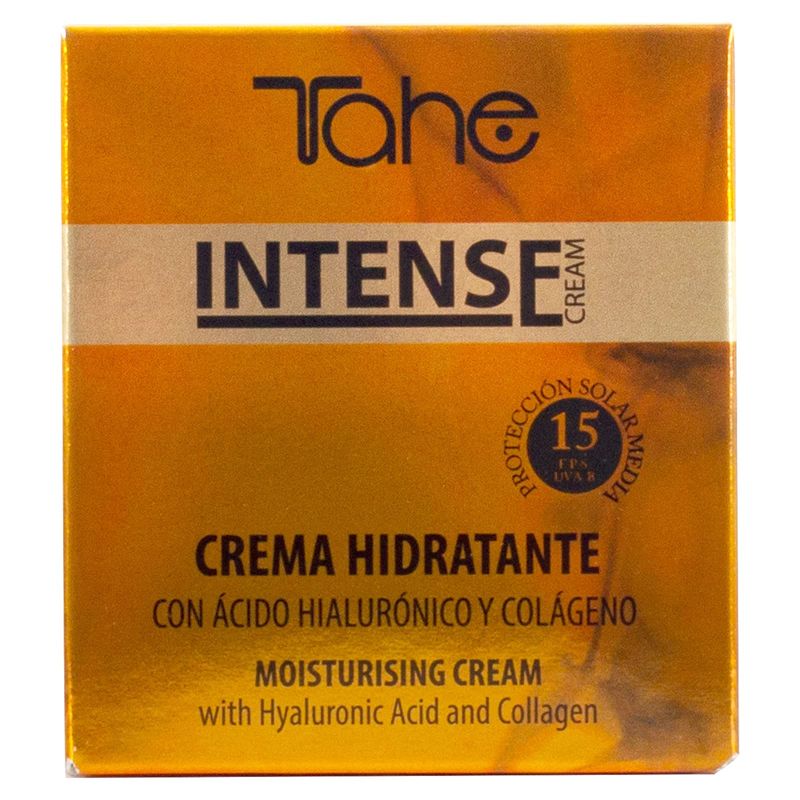 Tahe
INTENSE
CREAM
PROTECCIÓN SOLAR MEDIA
15
F.P.S.
UVA B
CREMA HIDRATANTE
CON ÁCIDO HIALURÓNICO Y COLÁGENO
MOISTURISING CREAM
with Hyaluronic Acid and Collagen